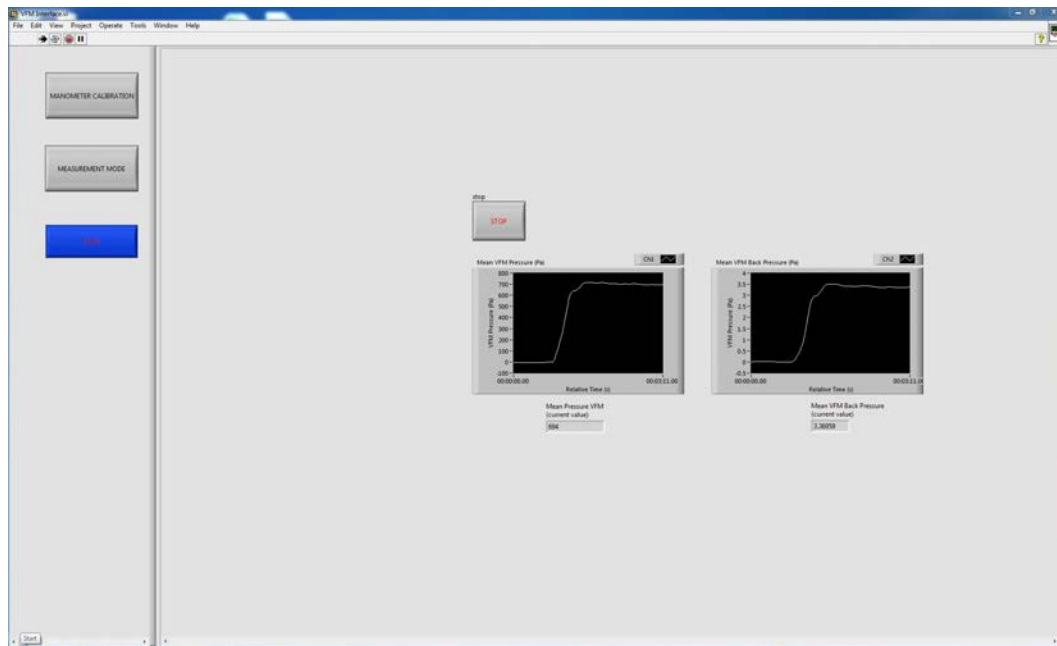 VFM Interface.vi
File Edit View Project Operate Tools Window Help
MANOMETER CALIBRATION
MEASUREMENT MODE
stop
STOP
Mean VFM Pressure (Pa)
Ch1
VFM Pressure (Pa)
800
700
600
500
400
300
200
100
0
-100
00:00:00.00
00:03:11.00
Relative Time (s)
Mean Pressure VFM
(current value)
694
Mean VFM Back Pressure (Pa)
Ch2
VFM Pressure (Pa)
4
3.5
3
2.5
2
1.5
1
0.5
0
-0.5
00:00:00.00
00:03:11.0
Relative Time (s)
Mean VFM Back Pressure
(current value)
Start